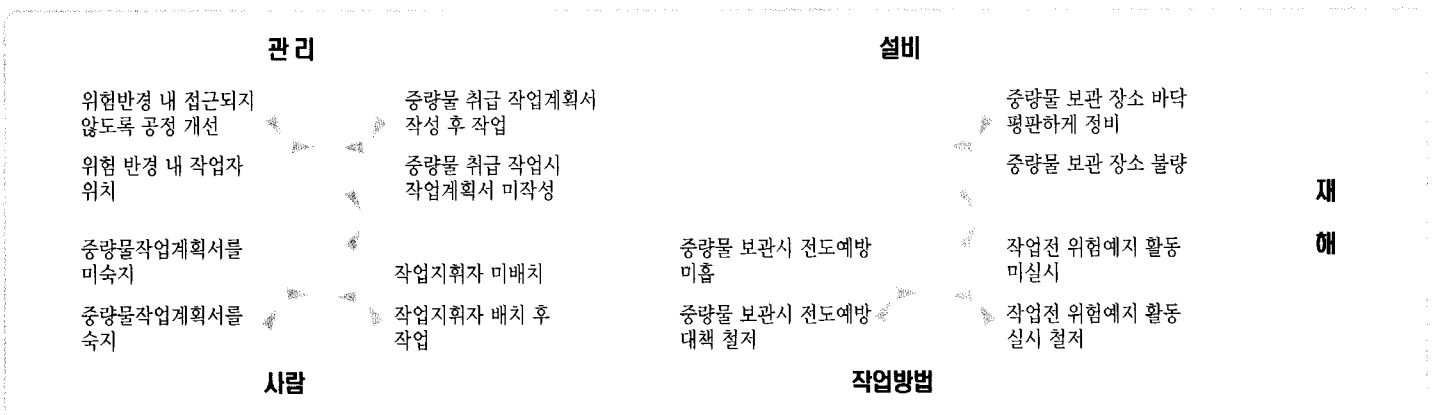 관 리
위험반경 내 접근되지
않도록 공정 개선
중량물 취급 작업계획서
작성 후 작업
위험 반경 내 작업자
위치
중량물 취급 작업시
작업계획서 미작성
중량물작업계획서를
미숙지
작업지휘자 미배치
중량물작업계획서를
숙지
작업지휘자 배치 후
작업
사람
설비
중량물 보관 장소 바닥
평판하게 정비
중량물 보관 장소 불량
중량물 보관시 전도예방
미흡
작업전 위험예지 활동
미실시
중량물 보관시 전도예방
대책 철저
작업전 위험예지 활동
실시 철저
작업방법
재
해